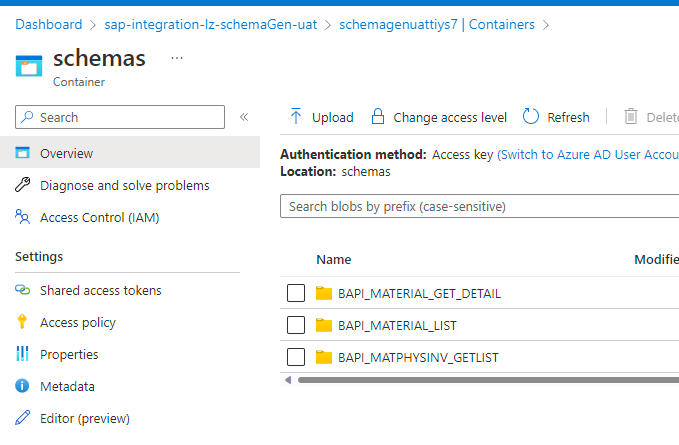 Dashboard > sap-integration-lz-schemaGen-uat > schemagenuattiys7 | Containers >
schemas ...
Container
Search «
Overview
Diagnose and solve problems
Access Control (IAM)
Settings
Shared access tokens
Access policy
Properties
Metadata
Editor (preview)
Upload Change access level Refresh Delete
Authentication method: Access key (Switch to Azure AD User Accou
Location: schemas
Search blobs by prefix (case-sensitive)
Name Modifie
BAPI_MATERIAL_GET_DETAIL
BAPI_MATERIAL_LIST
BAPI_MATPHYSINV_GETLIST